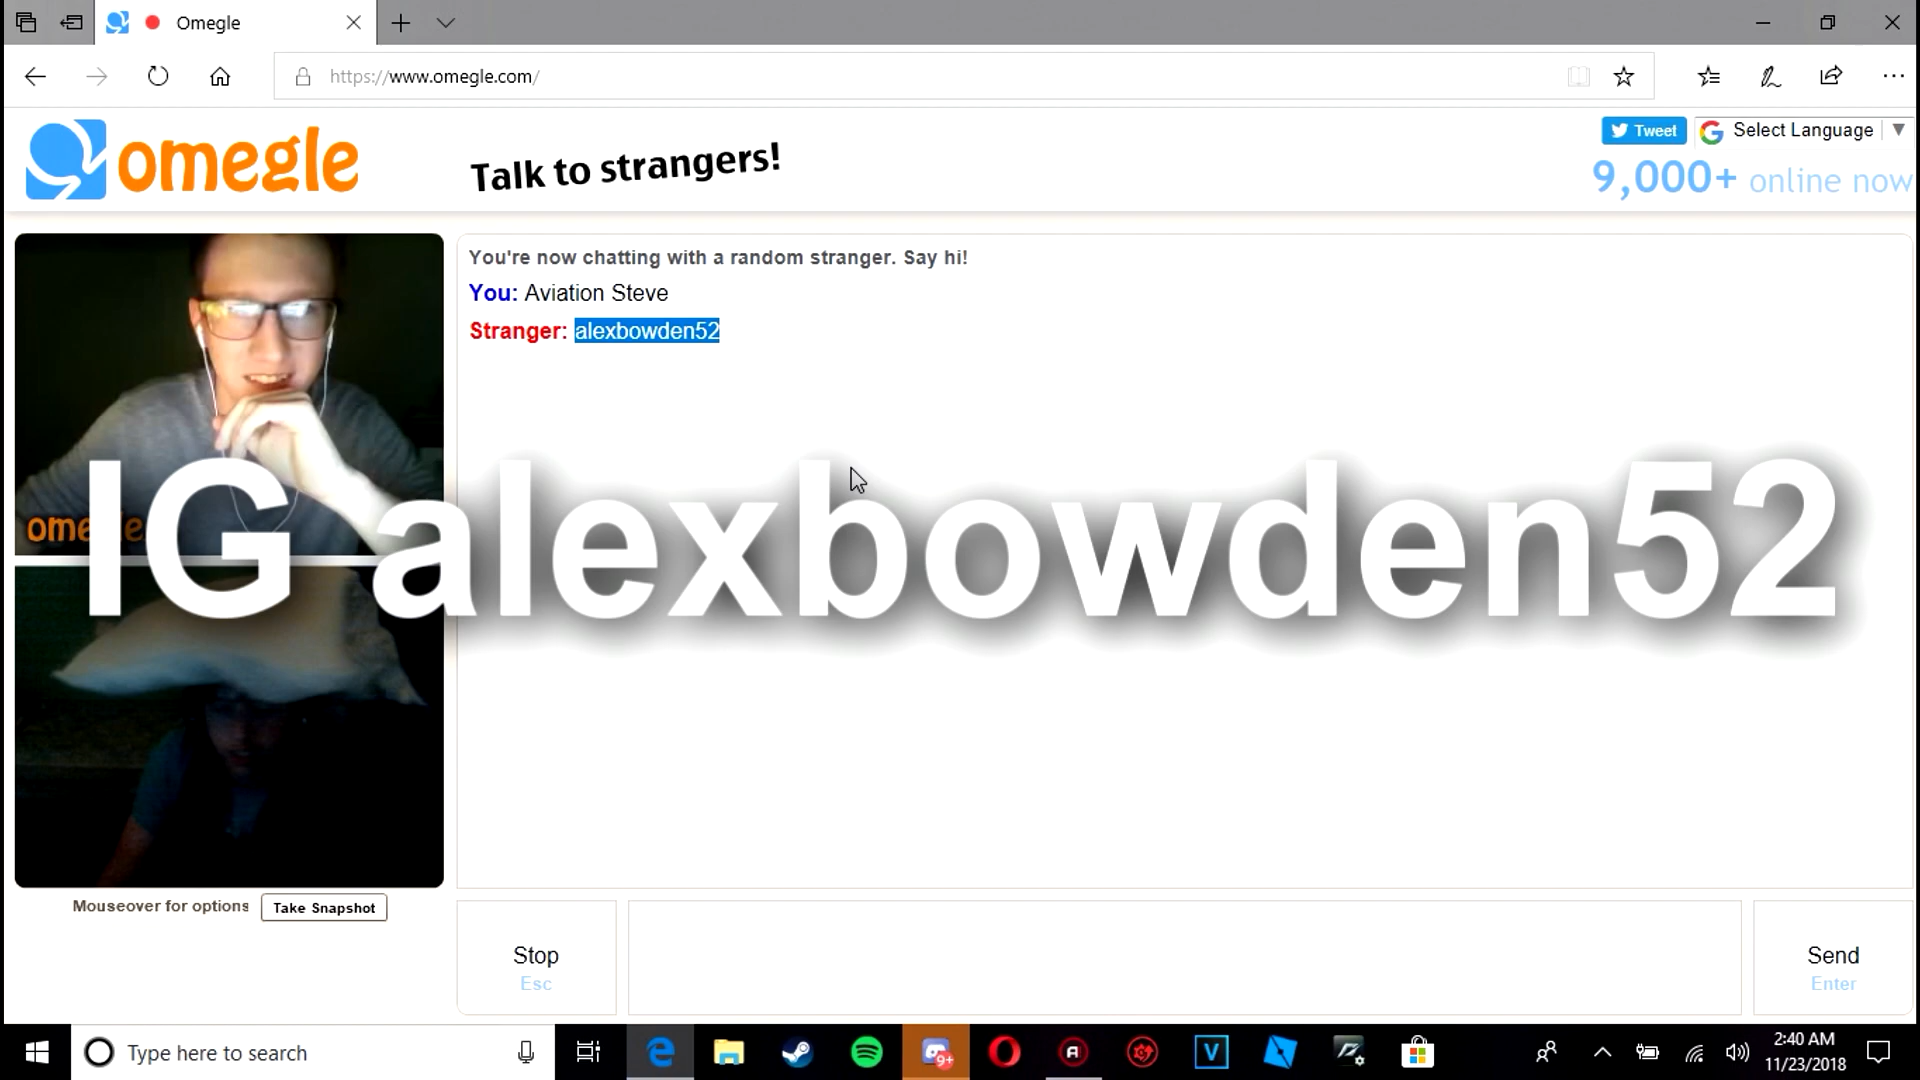 Omegle
https://www.omegle.com/
omegle
Talk to strangers!
Tweet
Select Language
9,000+ online now
You're now chatting with a random stranger. Say hi!
You: Aviation Steve
Stranger: alexbowden52
omegle
IG alexbowden52
Mouseover for options
Take Snapshot
Stop
Esc
Send
Enter
Type here to search
9+
A
V
2:40 AM
11/23/2018